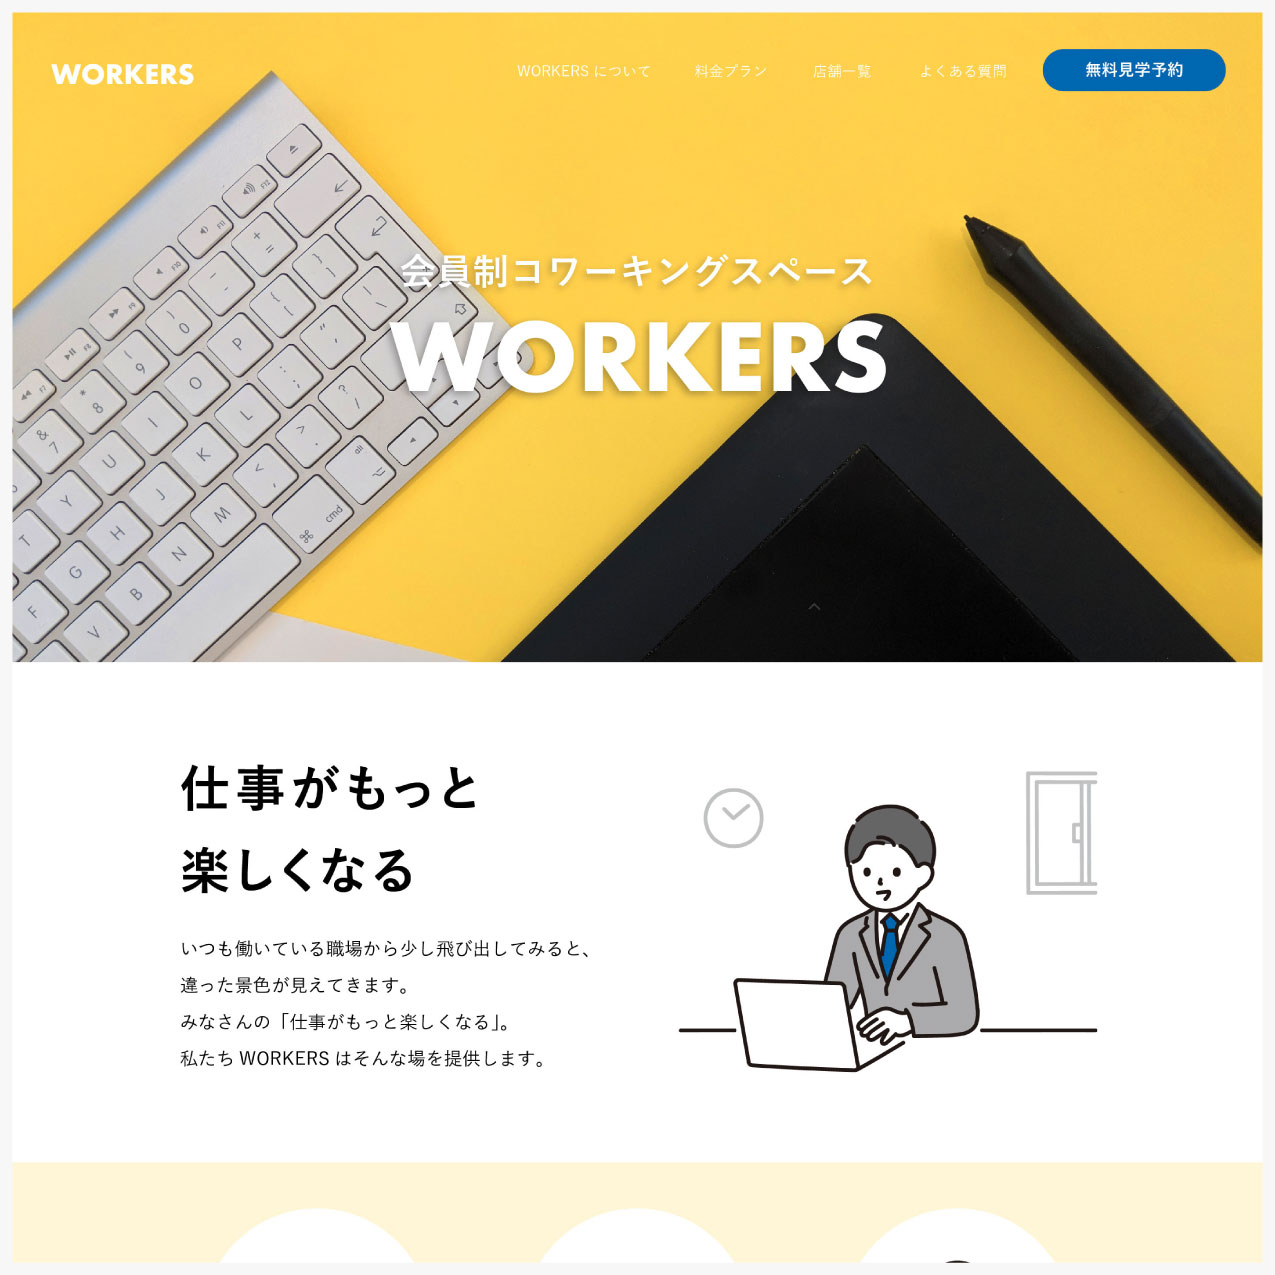 WORKERS
WORKERS について
料金プラン
店舗一覧
よくある質問
無料見学予約
会員制コワーキングスペース
WORKERS
仕事がもっと
楽しくなる
いつも働いている職場から少し飛び出してみると、
違った景色が見えてきます。
みなさんの「仕事がもっと楽しくなる」。
私たち WORKERS はそんな場を提供します。